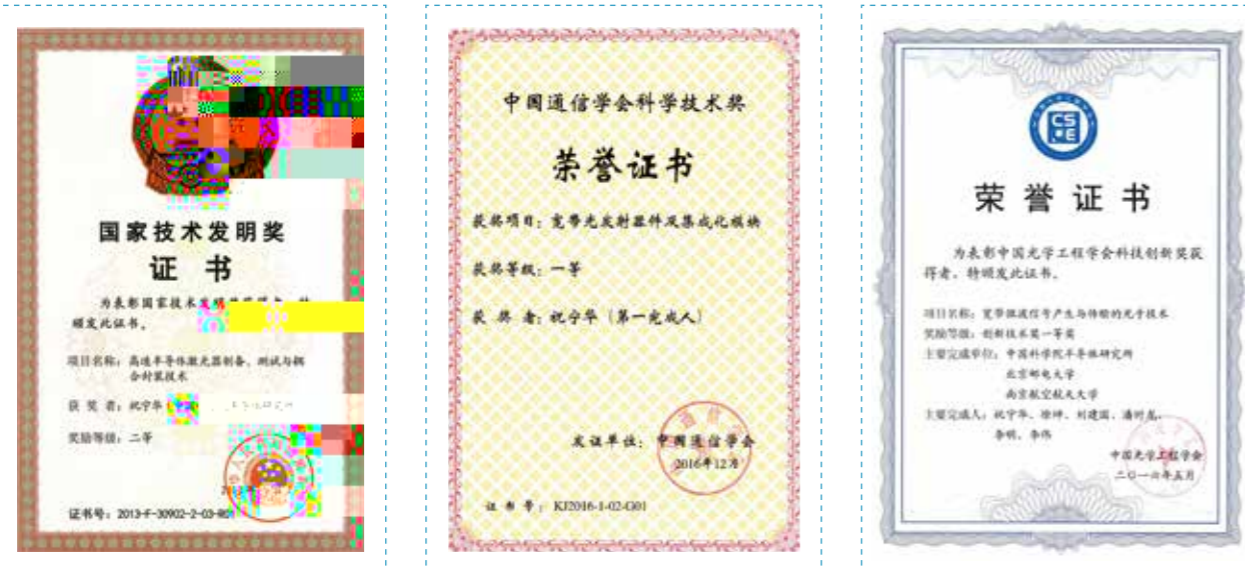 国家技术发明奖
证 书
为表彰国家技术发明奖获得者,特
颁发此证书。
项目名称:高速半导体激光器制备、测试与耦
合封装技术
获 奖 者:祝宁华
奖励等级:二等
证书号:2013-F-30902-2-03-R01
中国通信学会科学技术奖
荣誉证书
获奖项目:宽带光发射器件及集成化模块
获奖等级:一等
获 奖 者:祝宁华(第一完成人)
发证单位:中国通信学会
2016年12月
证 书 号:KJ2016-1-02-G01
CS
E
荣 誉 证 书
为表彰中国光学工程学会科技创新奖获
得者,特颁发此证书。
项目名称:宽带微波信号产生与传输的光子技术
奖励等级:创新技术奖一等奖
主要完成单位:中国科学院半导体研究所
北京邮电大学
南京航空航天大学
主要完成人:祝宁华、徐坤、刘建国、潘时龙、
李明、李伟
中国光学工程学会
二〇一六年五月